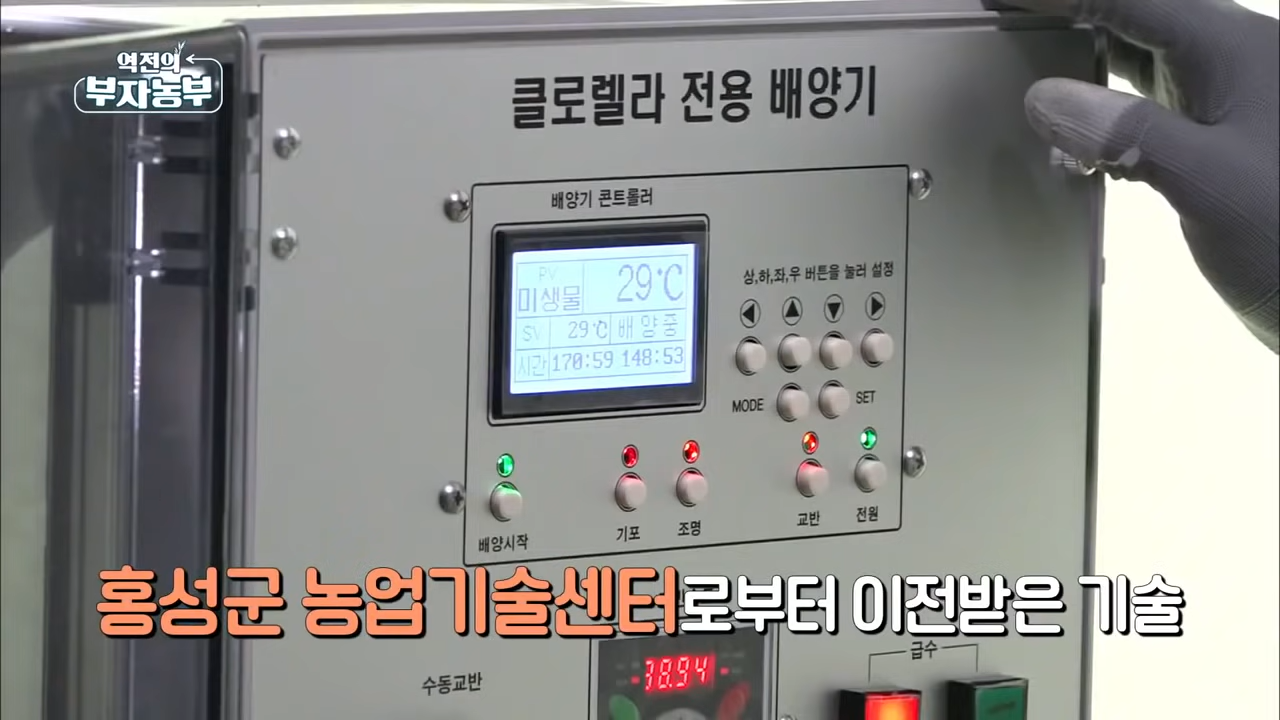 역전의
부자농부
클로렐라 전용 배양기
배양기 콘트롤러
PV
미생물
29℃
SV 29℃ 배양중
시간 170:59 148:53
상,하,좌,우 버튼을 눌러 설정
MODE
SET
배양시작
기포
조명
교반
전원
홍성군 농업기술센터로부터 이전받은 기술
수동교반
38.94
급수